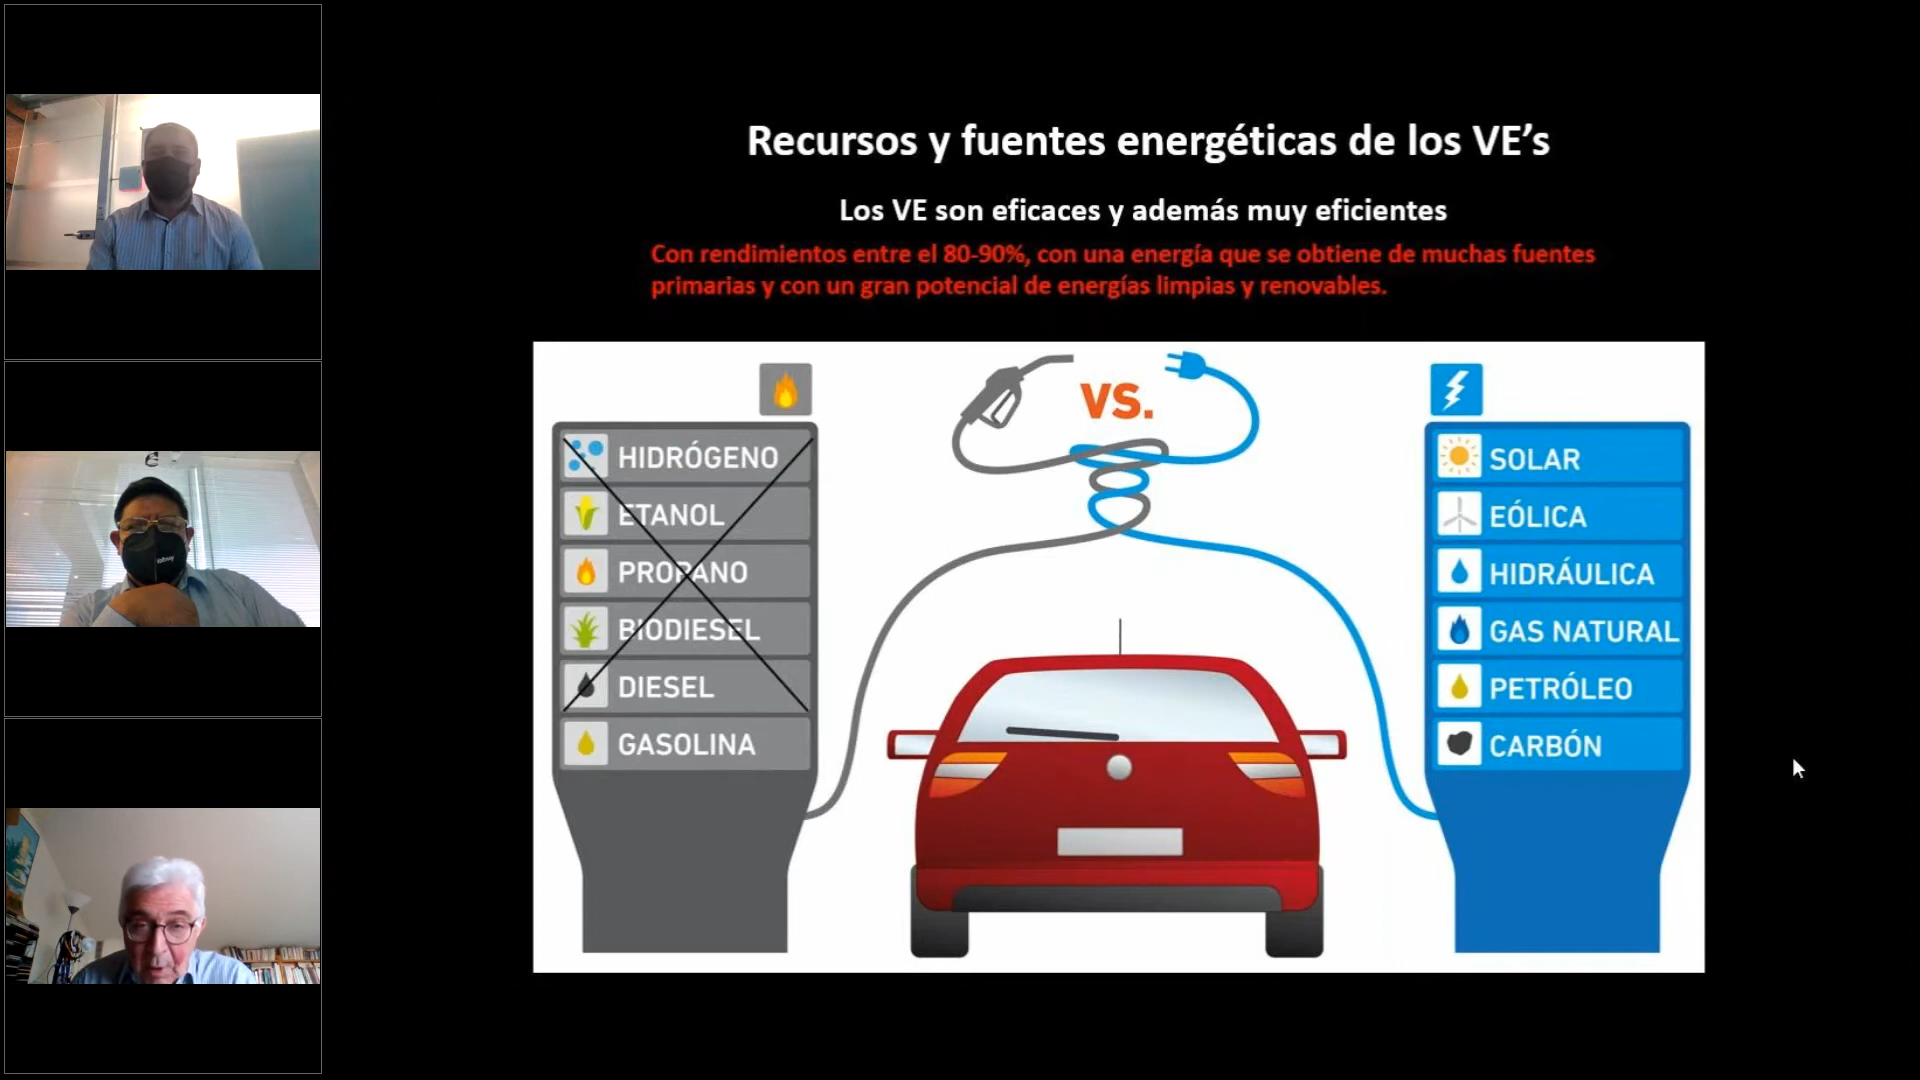 Recursos y fuentes energéticas de los VE’s
Los VE son eficaces y además muy eficientes
Con rendimientos entre el 80-90%, con una energía que se obtiene de muchas fuentes
primarias y con un gran potencial de energías limpias y renovables.
VS.
HIDRÓGENO
ETANOL
PROPANO
BIODIESEL
DIESEL
GASOLINA
SOLAR
EÓLICA
HIDRÁULICA
GAS NATURAL
PETRÓLEO
CARBÓN